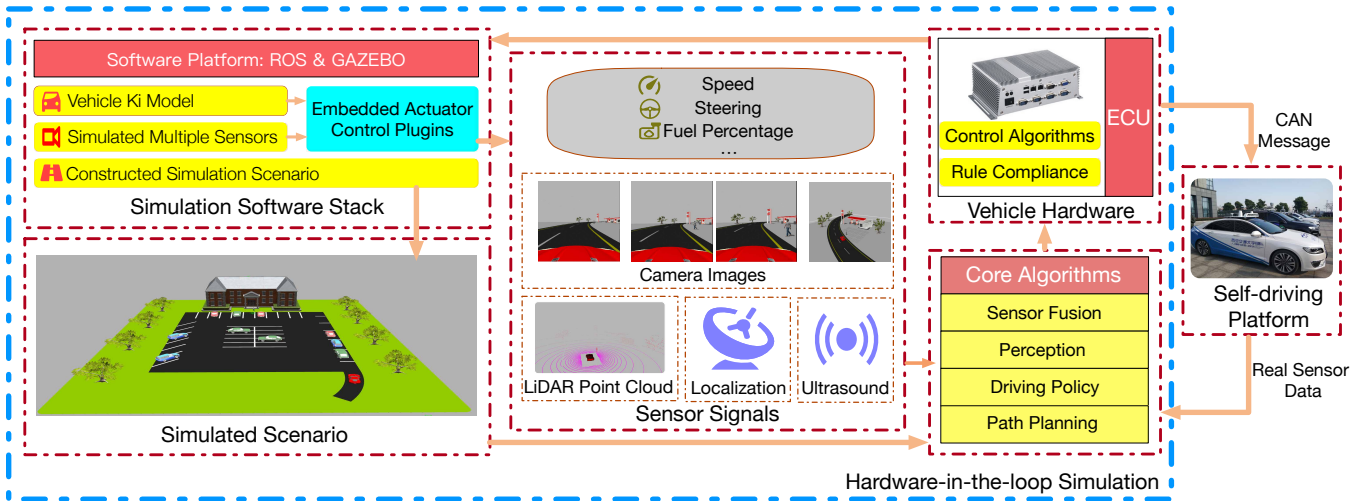 Software Platform: ROS & GAZEBO
Vehicle Ki Model
Simulated Multiple Sensors
Embedded Actuator
Control Plugins
Constructed Simulation Scenario
Simulation Software Stack
Simulated Scenario
Speed
Steering
Fuel Percentage
...
Camera Images
LiDAR Point Cloud
Localization
Ultrasound
Sensor Signals
ECU
Control Algorithms
Rule Compliance
Vehicle Hardware
Core Algorithms
Sensor Fusion
Perception
Driving Policy
Path Planning
CAN
Message
Self-driving
Platform
Real Sensor
Data
Hardware-in-the-loop Simulation